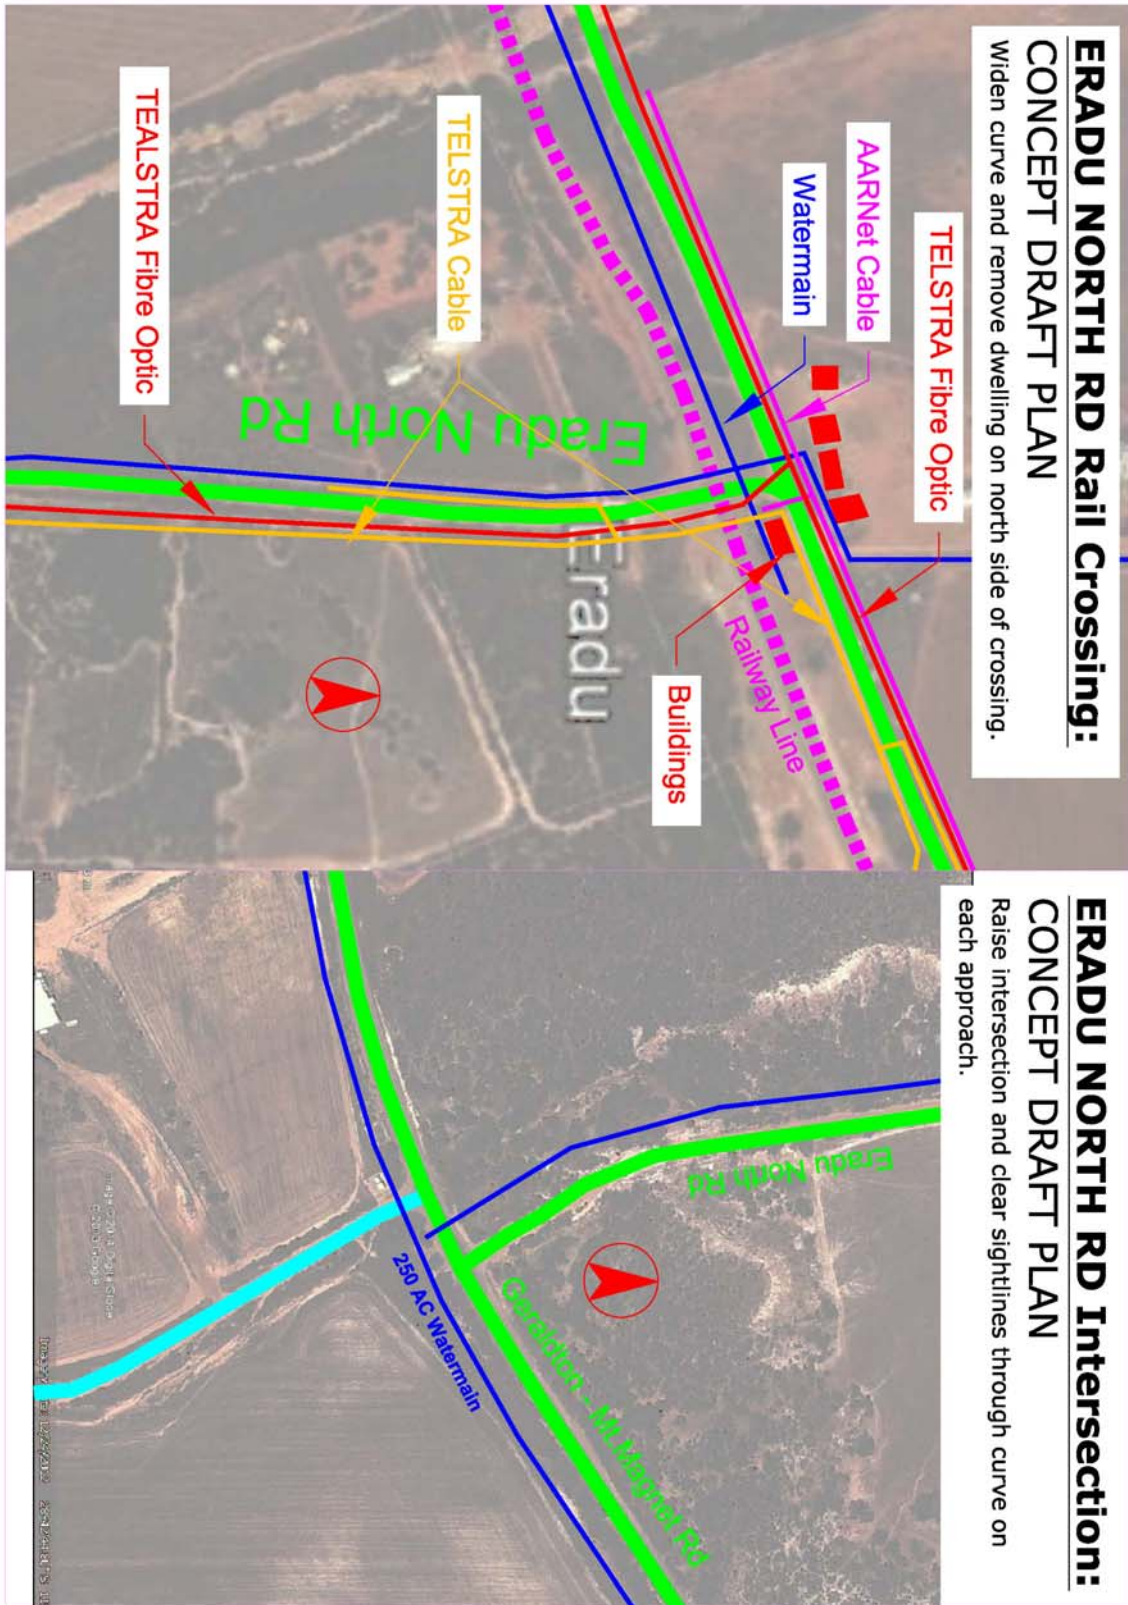 ERADU NORTH RD Rail Crossing:
CONCEPT DRAFT PLAN
Widen curve and remove dwelling on north side of crossing.
TELSTRA Fibre Optic
AARNet Cable
Watermain
TELSTRA Cable
TEALSTRA Fibre Optic
Eradu North Rd
Eradu
Railway Line
Buildings
ERADU NORTH RD Intersection:
CONCEPT DRAFT PLAN
Raise intersection and clear sightlines through curve on
each approach.
Eradu North Rd
Geraldton - Mt.Magnet Rd
250 AC Watermain